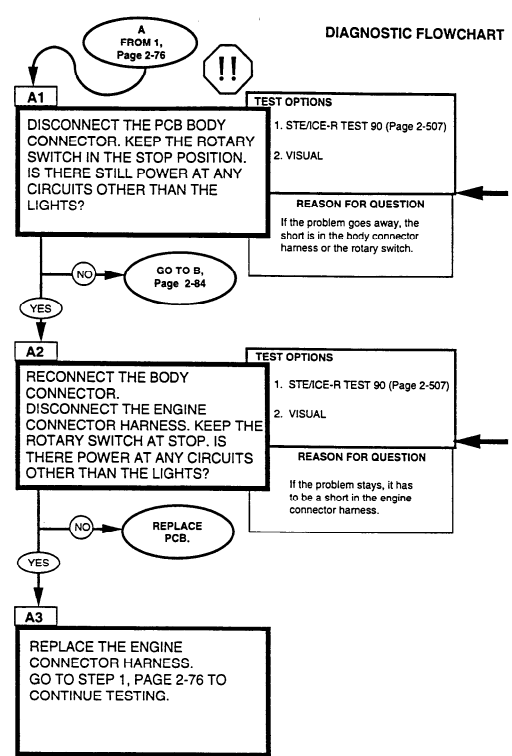 DIAGNOSTIC FLOWCHART
A
FROM 1,
Page 2-76
!!
A1
DISCONNECT THE PCB BODY
CONNECTOR. KEEP THE ROTARY
SWITCH IN THE STOP POSITION.
IS THERE STILL POWER AT ANY
CIRCUITS OTHER THAN THE
LIGHTS?
TEST OPTIONS
1. STE/ICE-R TEST 90 (Page 2-507)
2. VISUAL
REASON FOR QUESTION
If the problem goes away, the
short is in the body connector
harness or the rotary switch.
NO
GO TO B,
Page 2-84
YES
A2
RECONNECT THE BODY
CONNECTOR.
DISCONNECT THE ENGINE
CONNECTOR HARNESS. KEEP THE
ROTARY SWITCH AT STOP. IS
THERE POWER AT ANY CIRCUITS
OTHER THAN THE LIGHTS?
TEST OPTIONS
1. STE/ICE-R TEST 90 (Page 2-507)
2. VISUAL
REASON FOR QUESTION
If the problem stays, it has
to be a short in the engine
connector harness.
NO
REPLACE
PCB.
YES
A3
REPLACE THE ENGINE
CONNECTOR HARNESS.
GO TO STEP 1, PAGE 2-76 TO
CONTINUE TESTING.